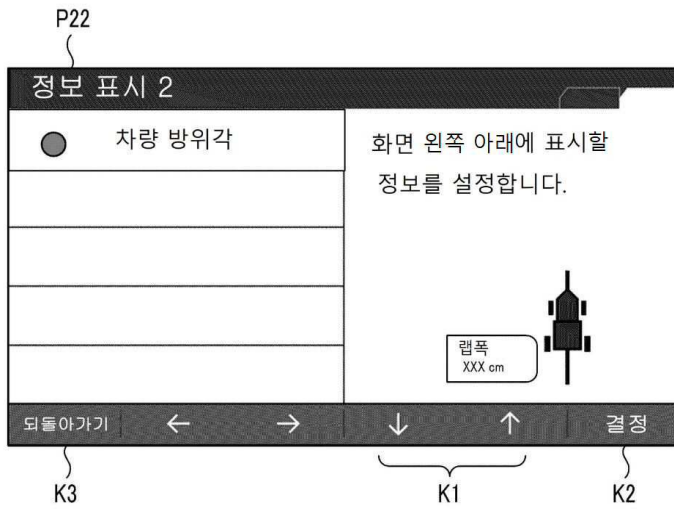 P22
정보 표시 2
차량 방위각
화면 왼쪽 아래에 표시할
정보를 설정합니다.
랩폭
XXX cm
되돌아가기 ← → ↓ ↑ 결정
K3 K1 K2